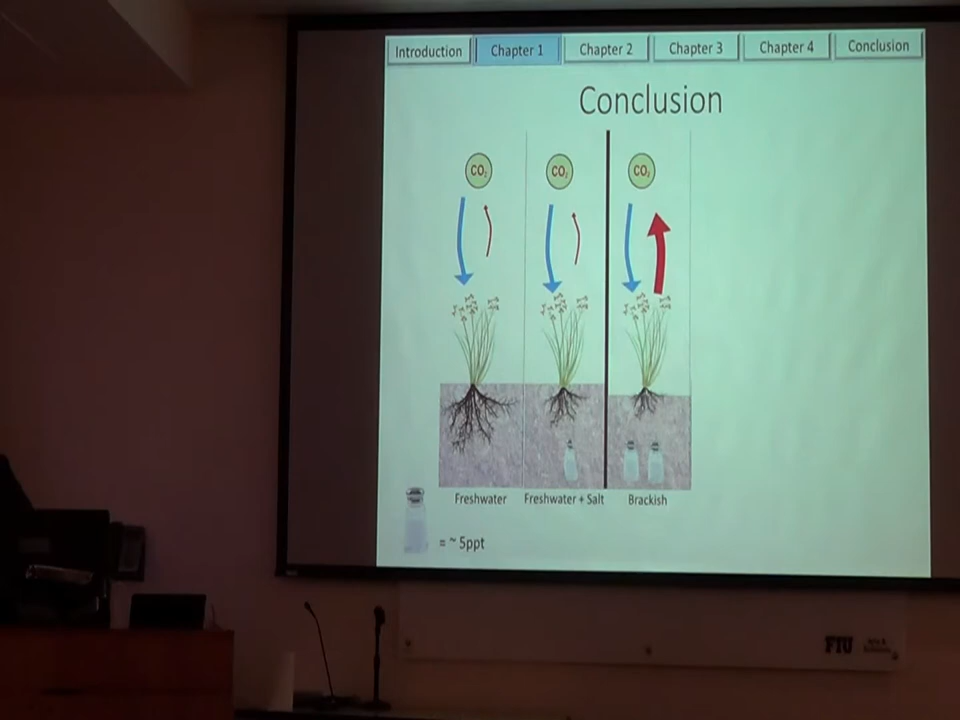 Introduction
Chapter 1
Chapter 2
Chapter 3
Chapter 4
Conclusion
Conclusion
CO₂
CO₂
CO₂
Freshwater
Freshwater + Salt
Brackish
= ~ 5ppt
FIU